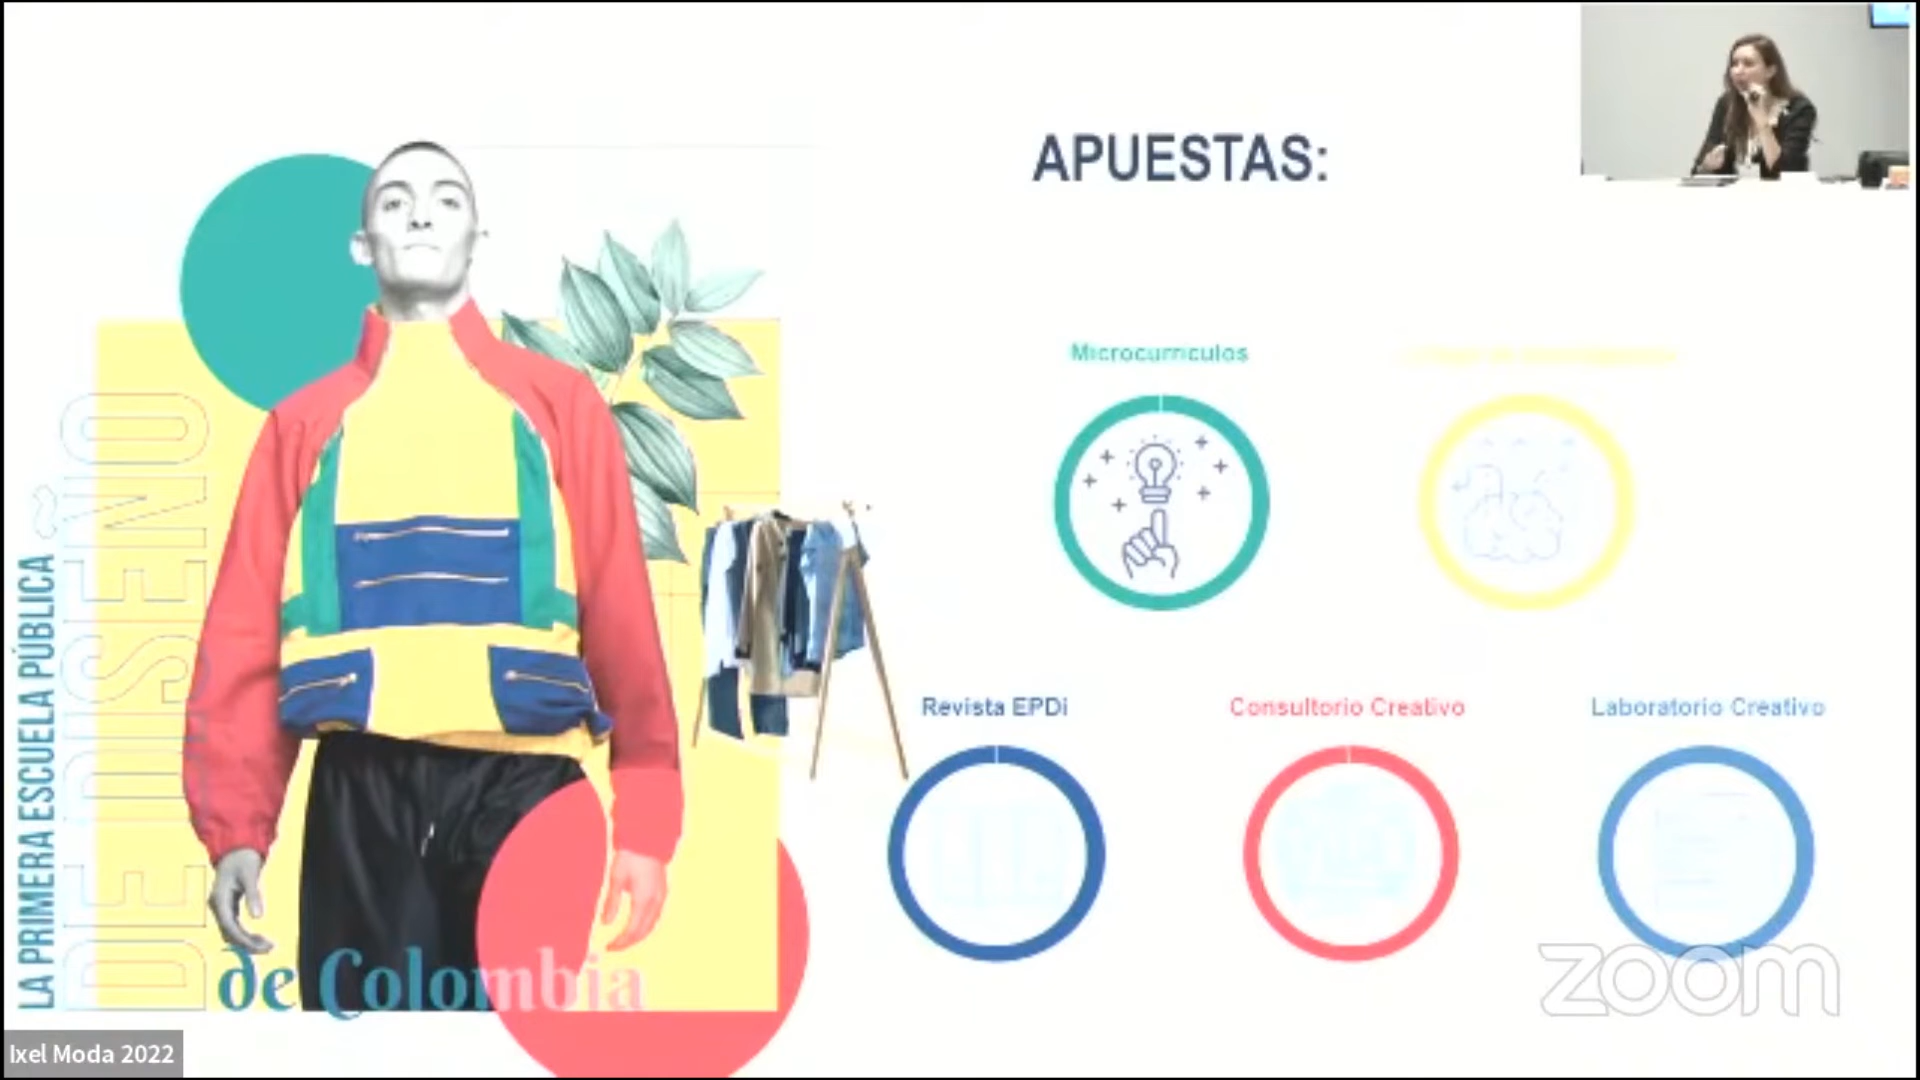 APUESTAS:
Microcurrículos
Revista EPDi
Consultorio Creativo
Laboratorio Creativo
LA PRIMERA ESCUELA PÚBLICA
DE DISEÑO
de Colombia
zoom
Ixel Moda 2022